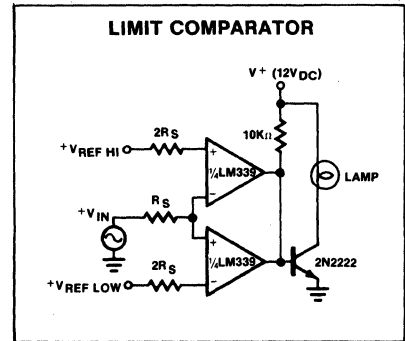 LIMIT COMPARATOR
V+ (12VDC)
2RS
+VREF HI
10KΩ
+
¼LM339
−
LAMP
RS
+VIN
+
¼LM339
−
2N2222
2RS
+VREF LOW